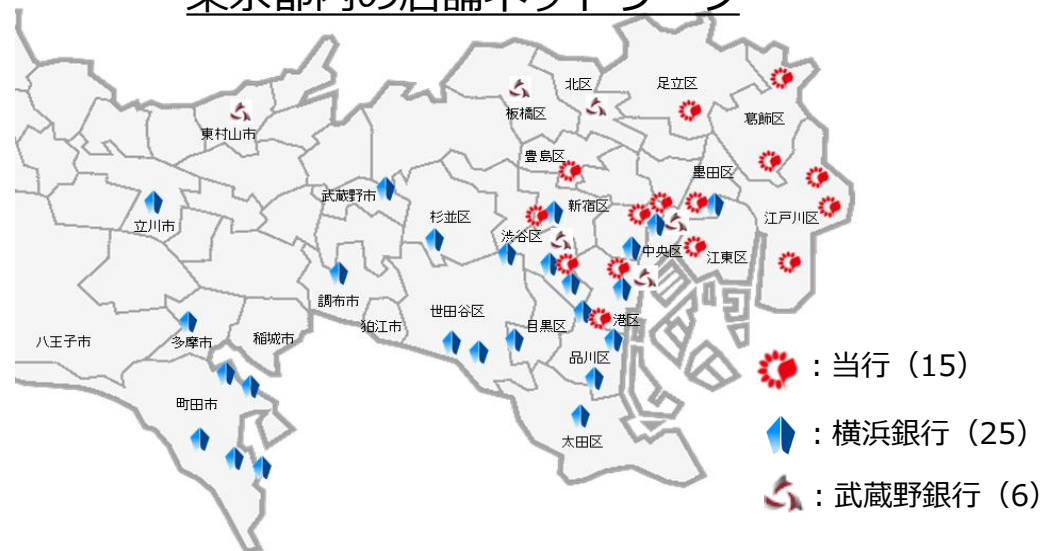 東京都内の店舗ネットワーク
北区
足立区
板橋区
葛飾区
東村山市
豊島区
墨田区
武蔵野市
新宿区
杉並区
江戸川区
立川市
渋谷区
中央区
江東区
調布市
世田谷区
狛江市
目黒区
港区
八王子市
多摩市
稲城市
品川区
：当行（15）
町田市
：横浜銀行（25）
太田区
：武蔵野銀行（6）